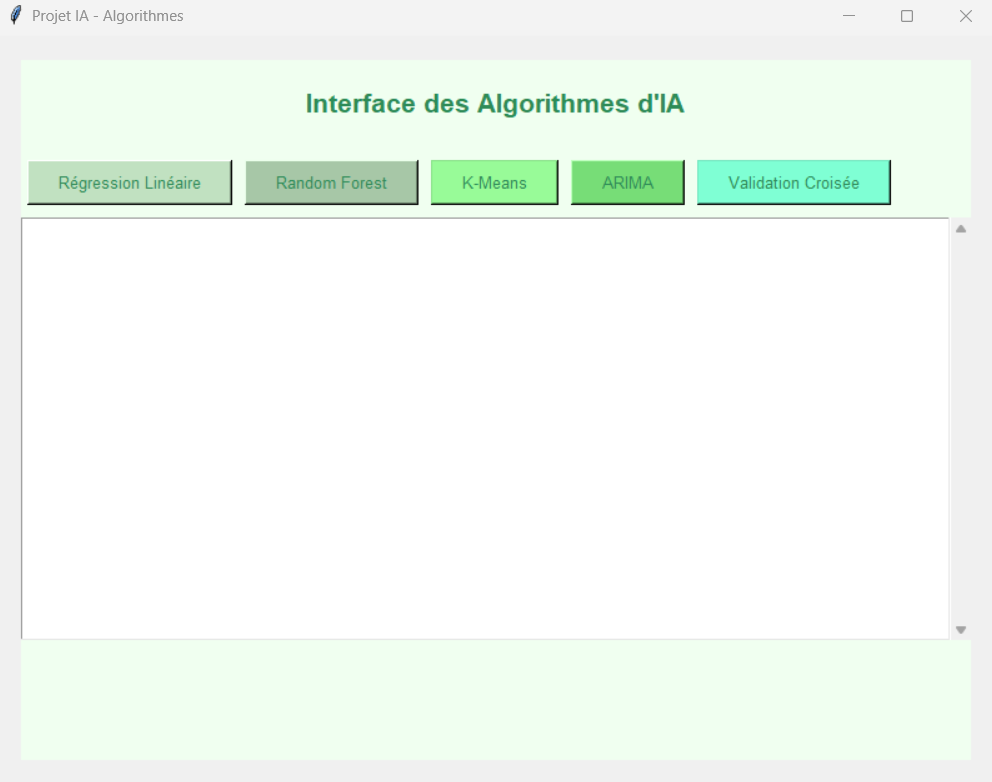 Projet IA - Algorithmes
Interface des Algorithmes d'IA
Régression Linéaire Random Forest K-Means ARIMA Validation Croisée